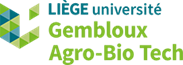 LIÈGE université
Gembloux
Agro-Bio Tech